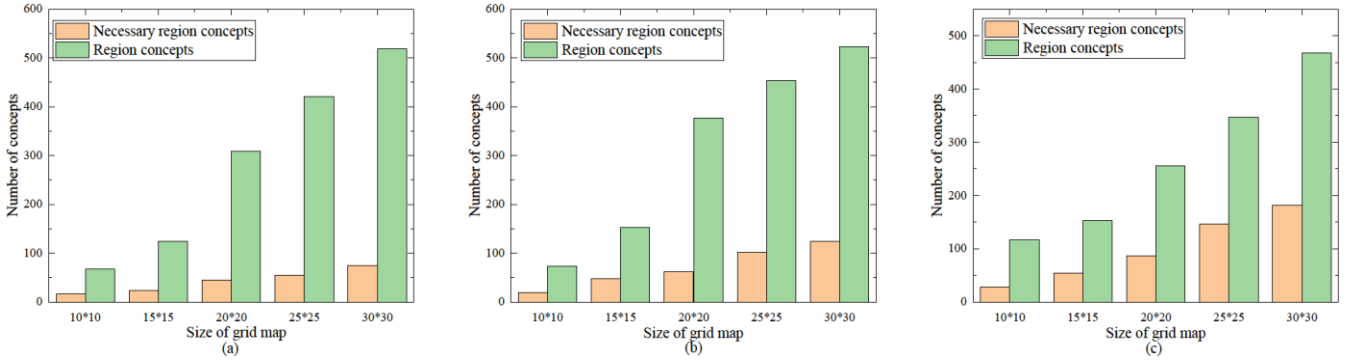 Necessary region concepts
Region concepts
Number of concepts
600
500
400
300
200
100
0
10*10 15*15 20*20 25*25 30*30
Size of grid map
(a)
Necessary region concepts
Region concepts
Number of concepts
600
500
400
300
200
100
0
10*10 15*15 20*20 25*25 30*30
Size of grid map
(b)
Necessary region concepts
Region concepts
Number of concepts
500
400
300
200
100
0
10*10 15*15 20*20 25*25 30*30
Size of grid map
(c)